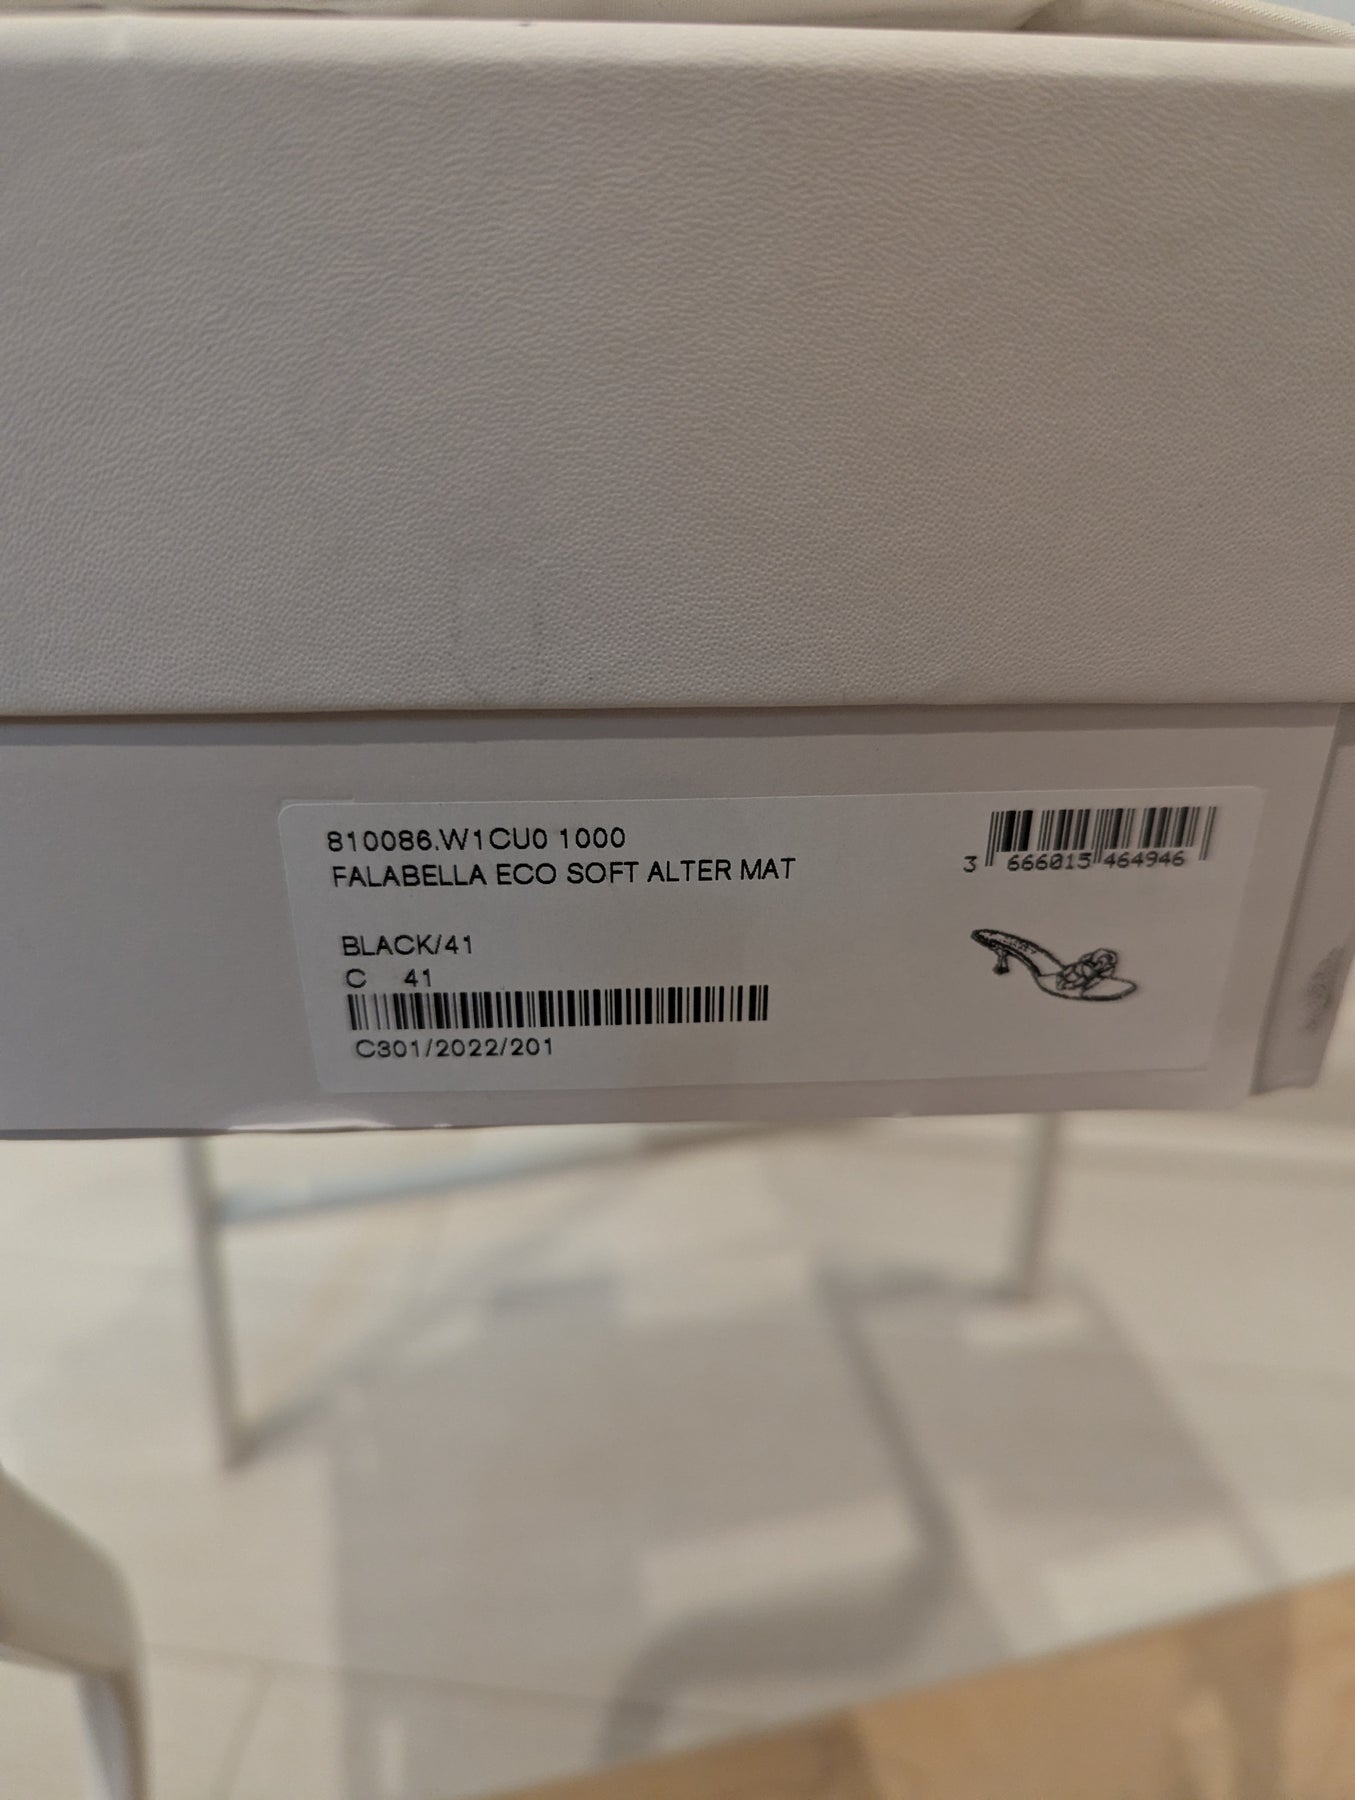 810086.W1CU0 1000
FALABELLA ECO SOFT ALTER MAT
3 666015 464946
BLACK/41
C 41
C301/2022/201